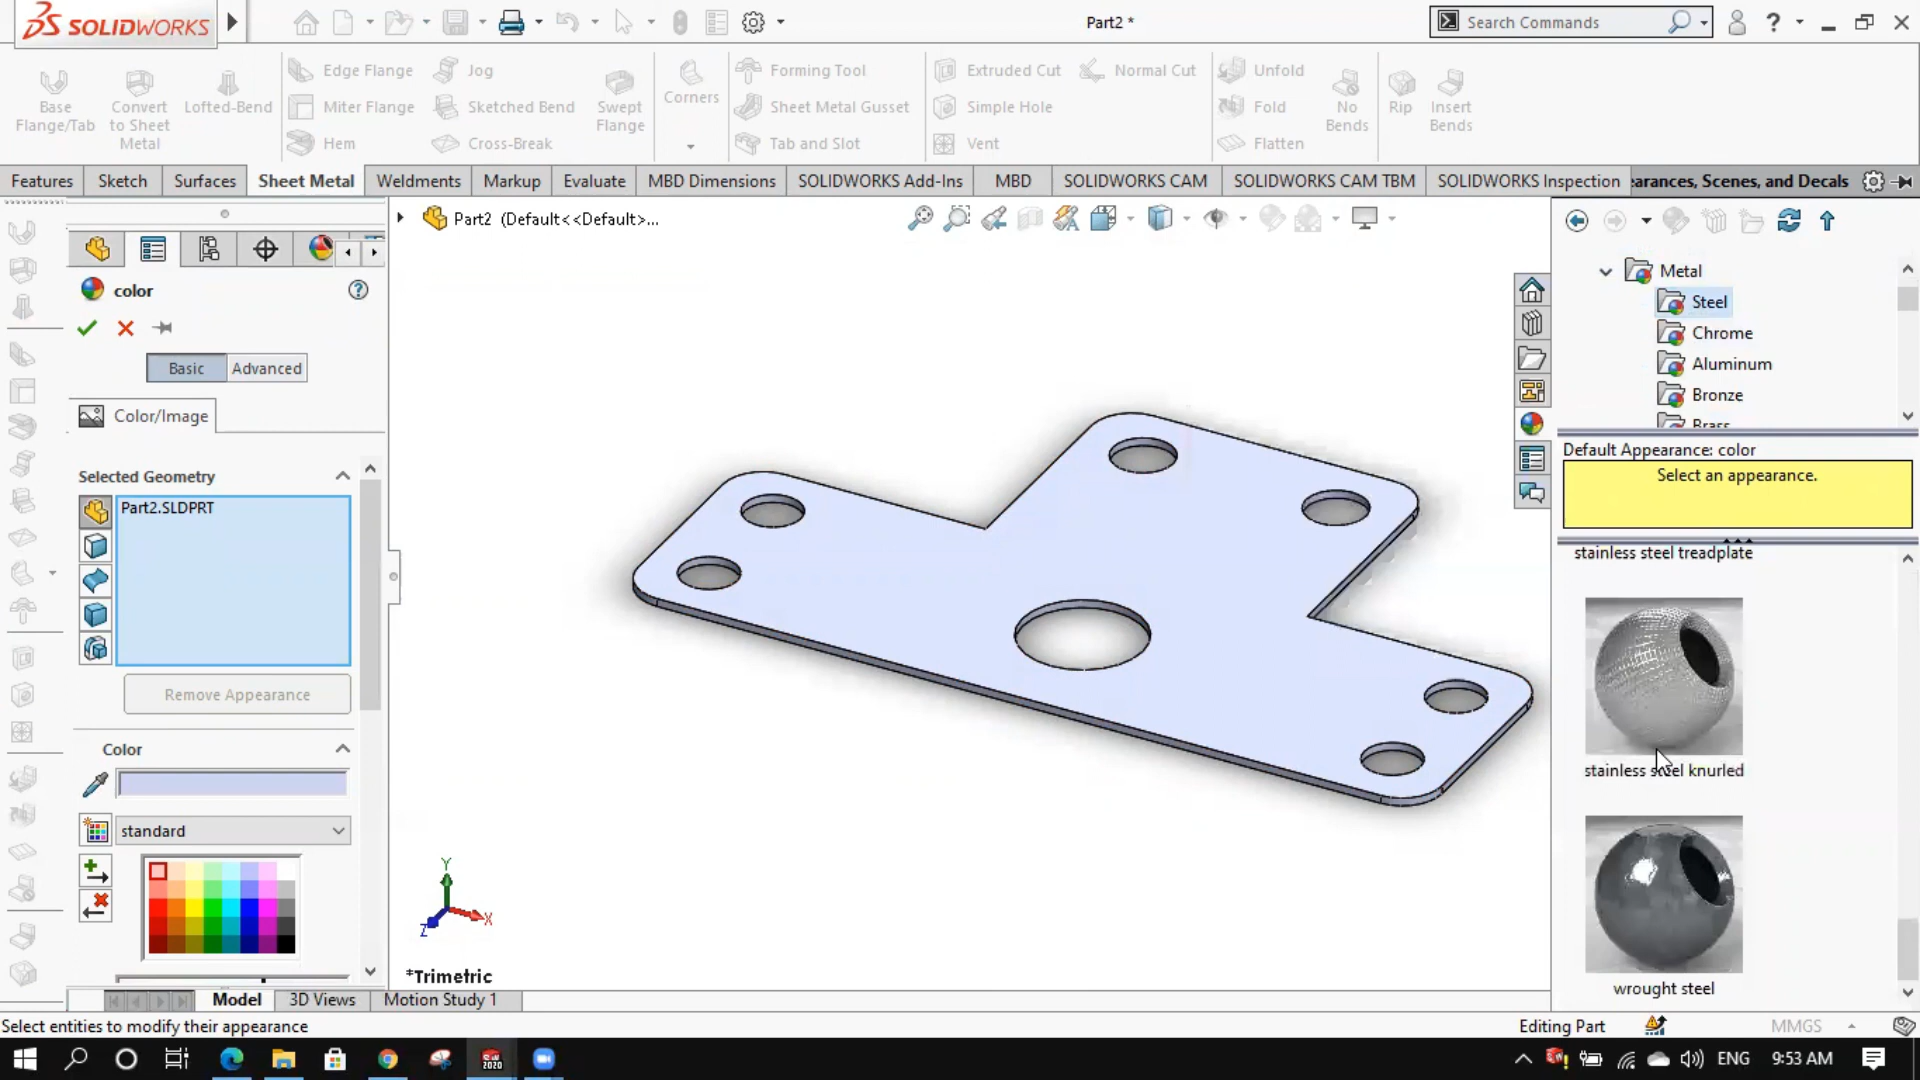 SOLIDWORKS
Part2 *
Search Commands
Base Flange/Tab
Convert to Sheet Metal
Lofted-Bend
Edge Flange
Miter Flange
Hem
Jog
Sketched Bend
Cross-Break
Swept Flange
Corners
Forming Tool
Sheet Metal Gusset
Tab and Slot
Extruded Cut
Simple Hole
Vent
Normal Cut
Unfold
Fold
Flatten
No Bends
Rip
Insert Bends
Features
Sketch
Surfaces
Sheet Metal
Weldments
Markup
Evaluate
MBD Dimensions
SOLIDWORKS Add-Ins
MBD
SOLIDWORKS CAM
SOLIDWORKS CAM TBM
SOLIDWORKS Inspection
arances, Scenes, and Decals
Part2 (Default<<Default>...
color
Basic
Advanced
Color/Image
Selected Geometry
Part2.SLDPRT
Remove Appearance
Color
standard
Y
X
Z
*Trimetric
Metal
Steel
Chrome
Aluminum
Bronze
Brass
Default Appearance: color
Select an appearance.
stainless steel treadplate
stainless steel knurled
wrought steel
Model
3D Views
Motion Study 1
Select entities to modify their appearance
Editing Part
MMGS
2020
ENG
9:53 AM